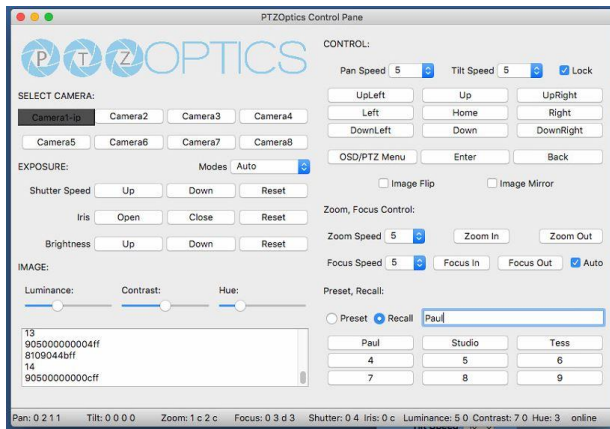 PTZOptics Control Pane
PTZOPTICS
SELECT CAMERA:
Camera1-ip Camera2 Camera3 Camera4
Camera5 Camera6 Camera7 Camera8
EXPOSURE: Modes Auto
Shutter Speed Up Down Reset
Iris Open Close Reset
Brightness Up Down Reset
IMAGE:
Luminance: Contrast: Hue:
13
905000000004ff
8109044bff
14
90500000000cff
CONTROL:
Pan Speed 5 Tilt Speed 5 Lock
UpLeft Up UpRight
Left Home Right
DownLeft Down DownRight
OSD/PTZ Menu Enter Back
Image Flip Image Mirror
Zoom, Focus Control:
Zoom Speed 5 Zoom In Zoom Out
Focus Speed 5 Focus In Focus Out Auto
Preset, Recall:
Preset Recall Paul
Paul Studio Tess
4 5 6
7 8 9
Pan: 0 2 1 1 Tilt: 0 0 0 0 Zoom: 1 c 2 c Focus: 0 3 d 3 Shutter: 0 4 Iris: 0 c Luminance: 5 0 Contrast: 7 0 Hue: 3 online